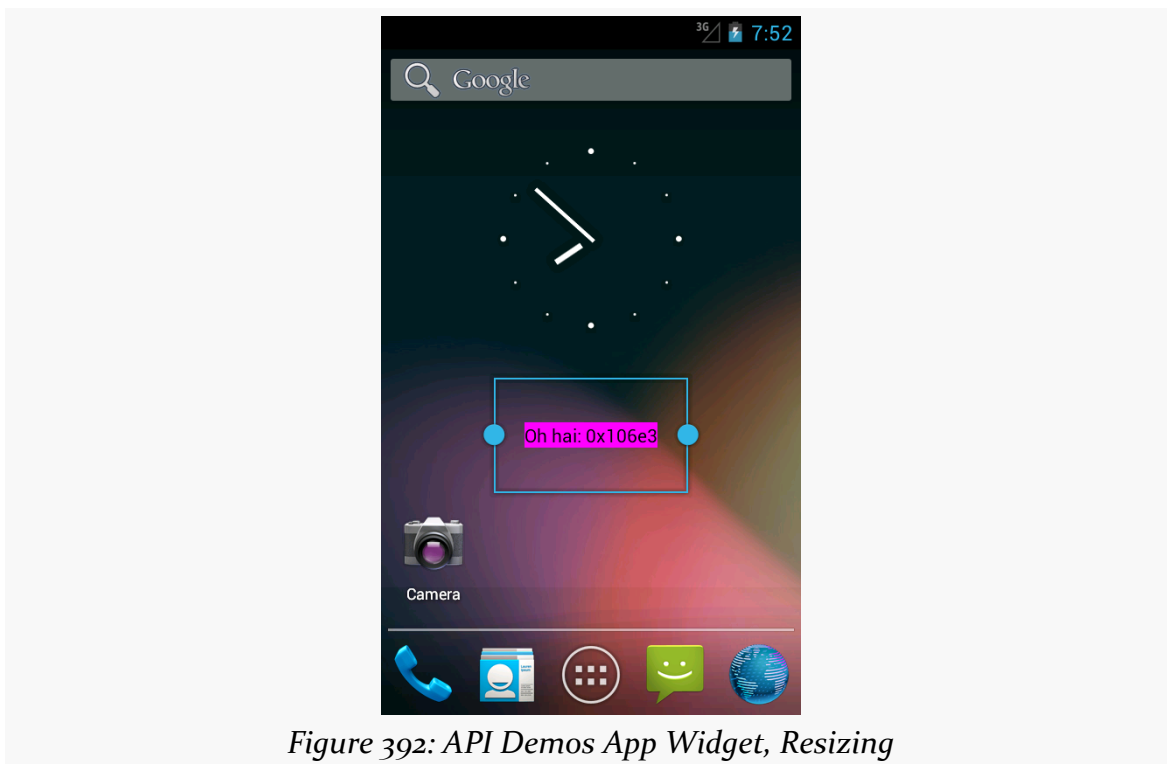 3G 7:52
Google
Oh hai: 0x106e3
Camera
Figure 392: API Demos App Widget, Resizing